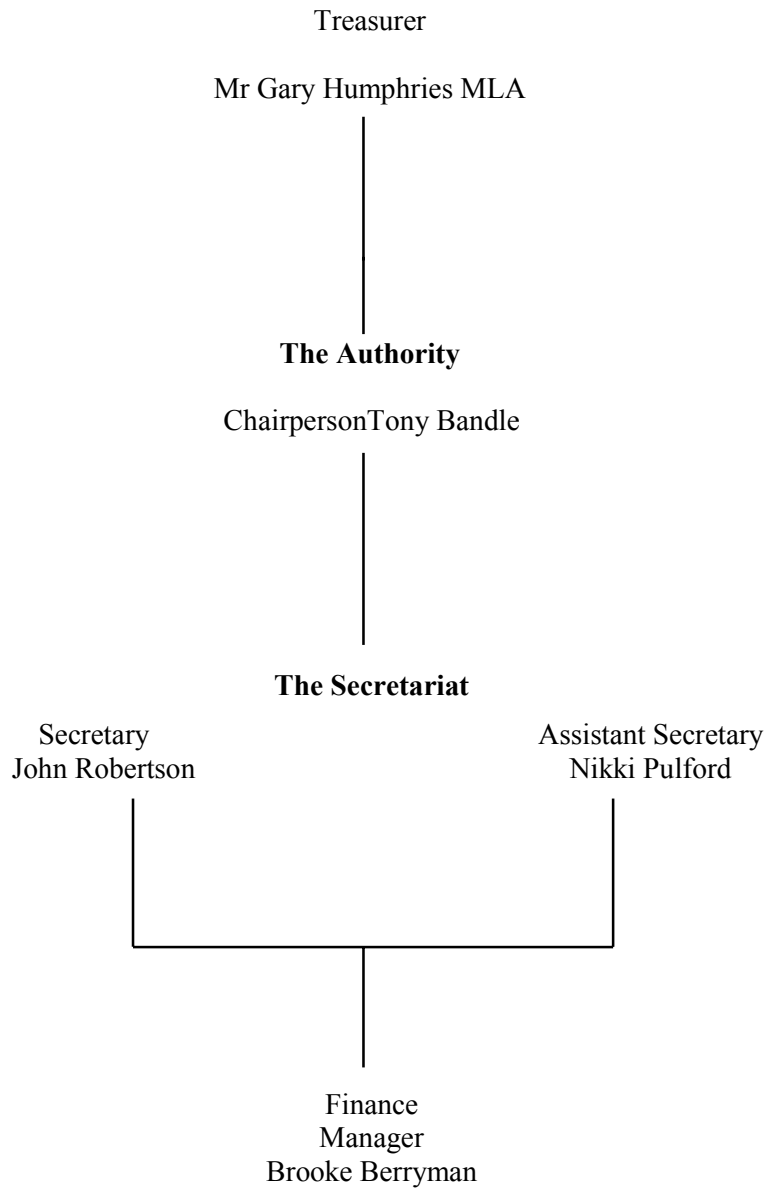 Treasurer
Mr Gary Humphries MLA
The Authority
ChairpersonTony Bandle
The Secretariat
Secretary
John Robertson
Assistant Secretary
Nikki Pulford
Finance
Manager
Brooke Berryman